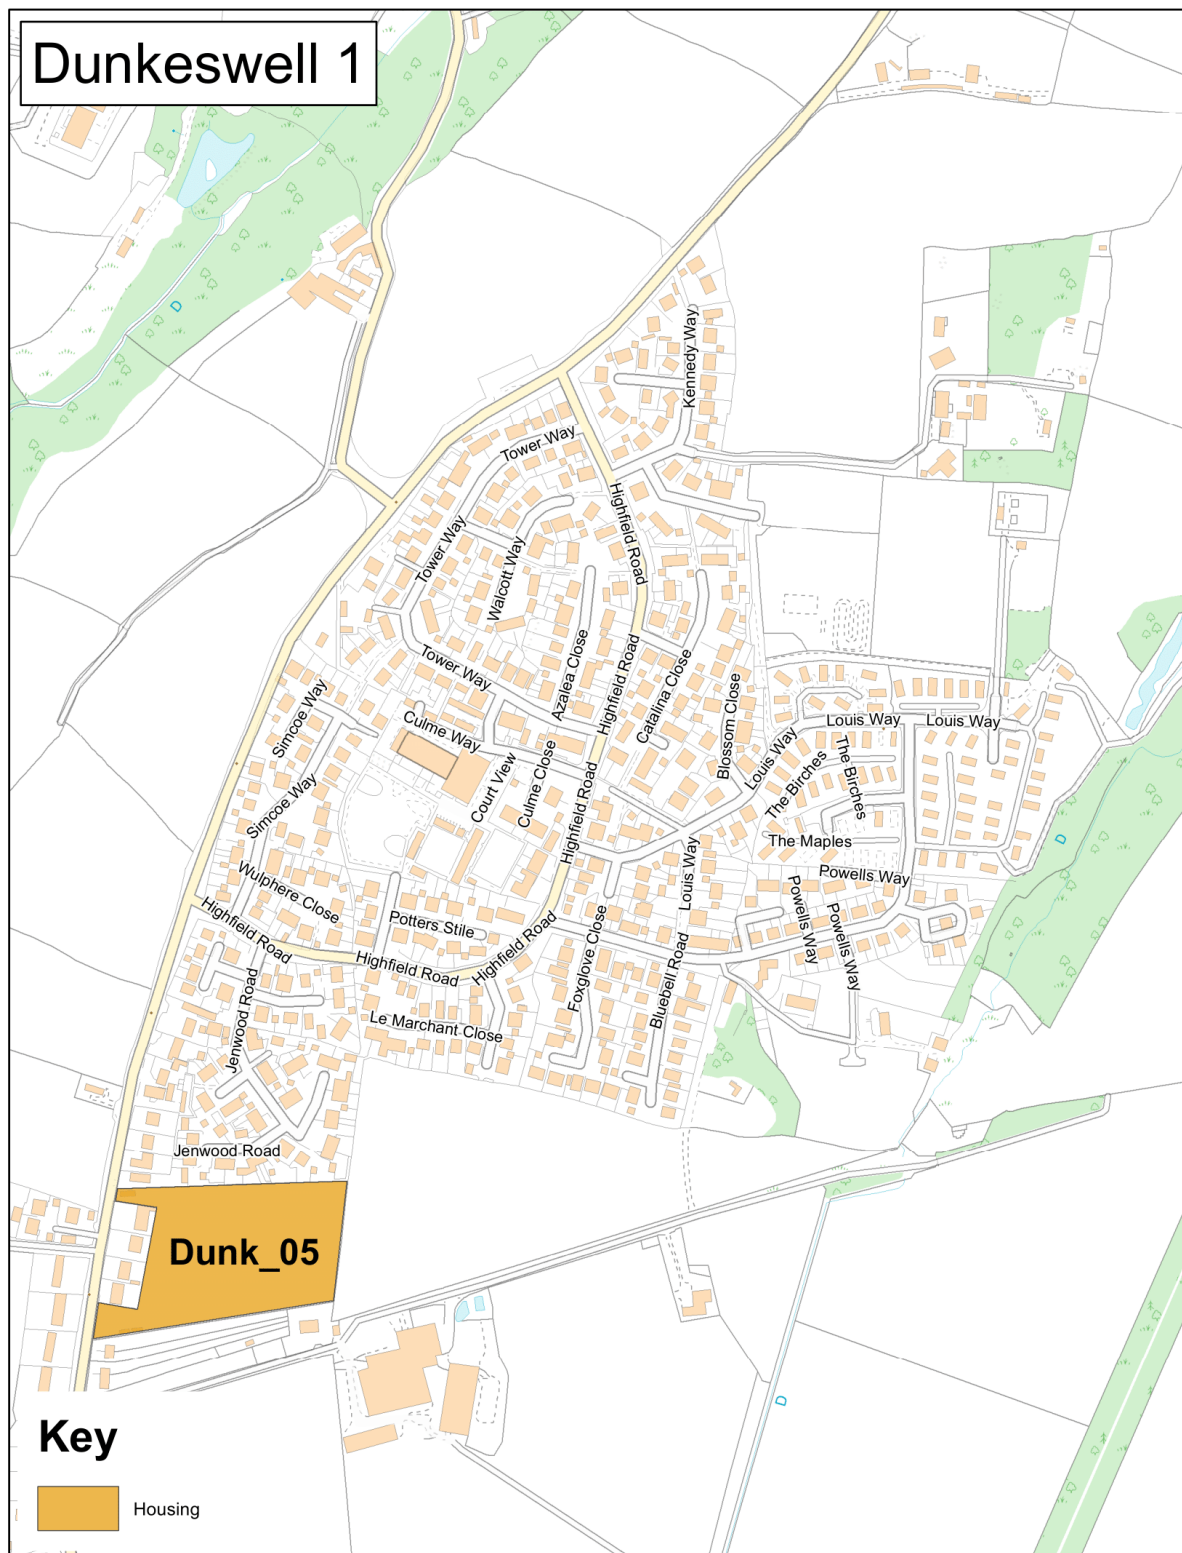 Dunkeswell 1
D
Kennedy Way
Tower Way
Highfield Road
Tower Way
Walcott Way
Tower Way
Azalea Close
Highfield Road
Catalina Close
Blossom Close
Simcoe Way
Culme Way
Louis Way
Louis Way
Louis Way
The Birches
The Birches
Court View
Culme Close
Highfield Road
Simcoe Way
The Maples
D
Louis Way
Powells Way
Wulphere Close
Highfield Road
Potters Stile
Highfield Road
Highfield Road
Foxglove Close
Powells Way
Powells Way
Bluebell Road
Jenwood Road
Le Marchant Close
Jenwood Road
Dunk_05
D
Key
Housing